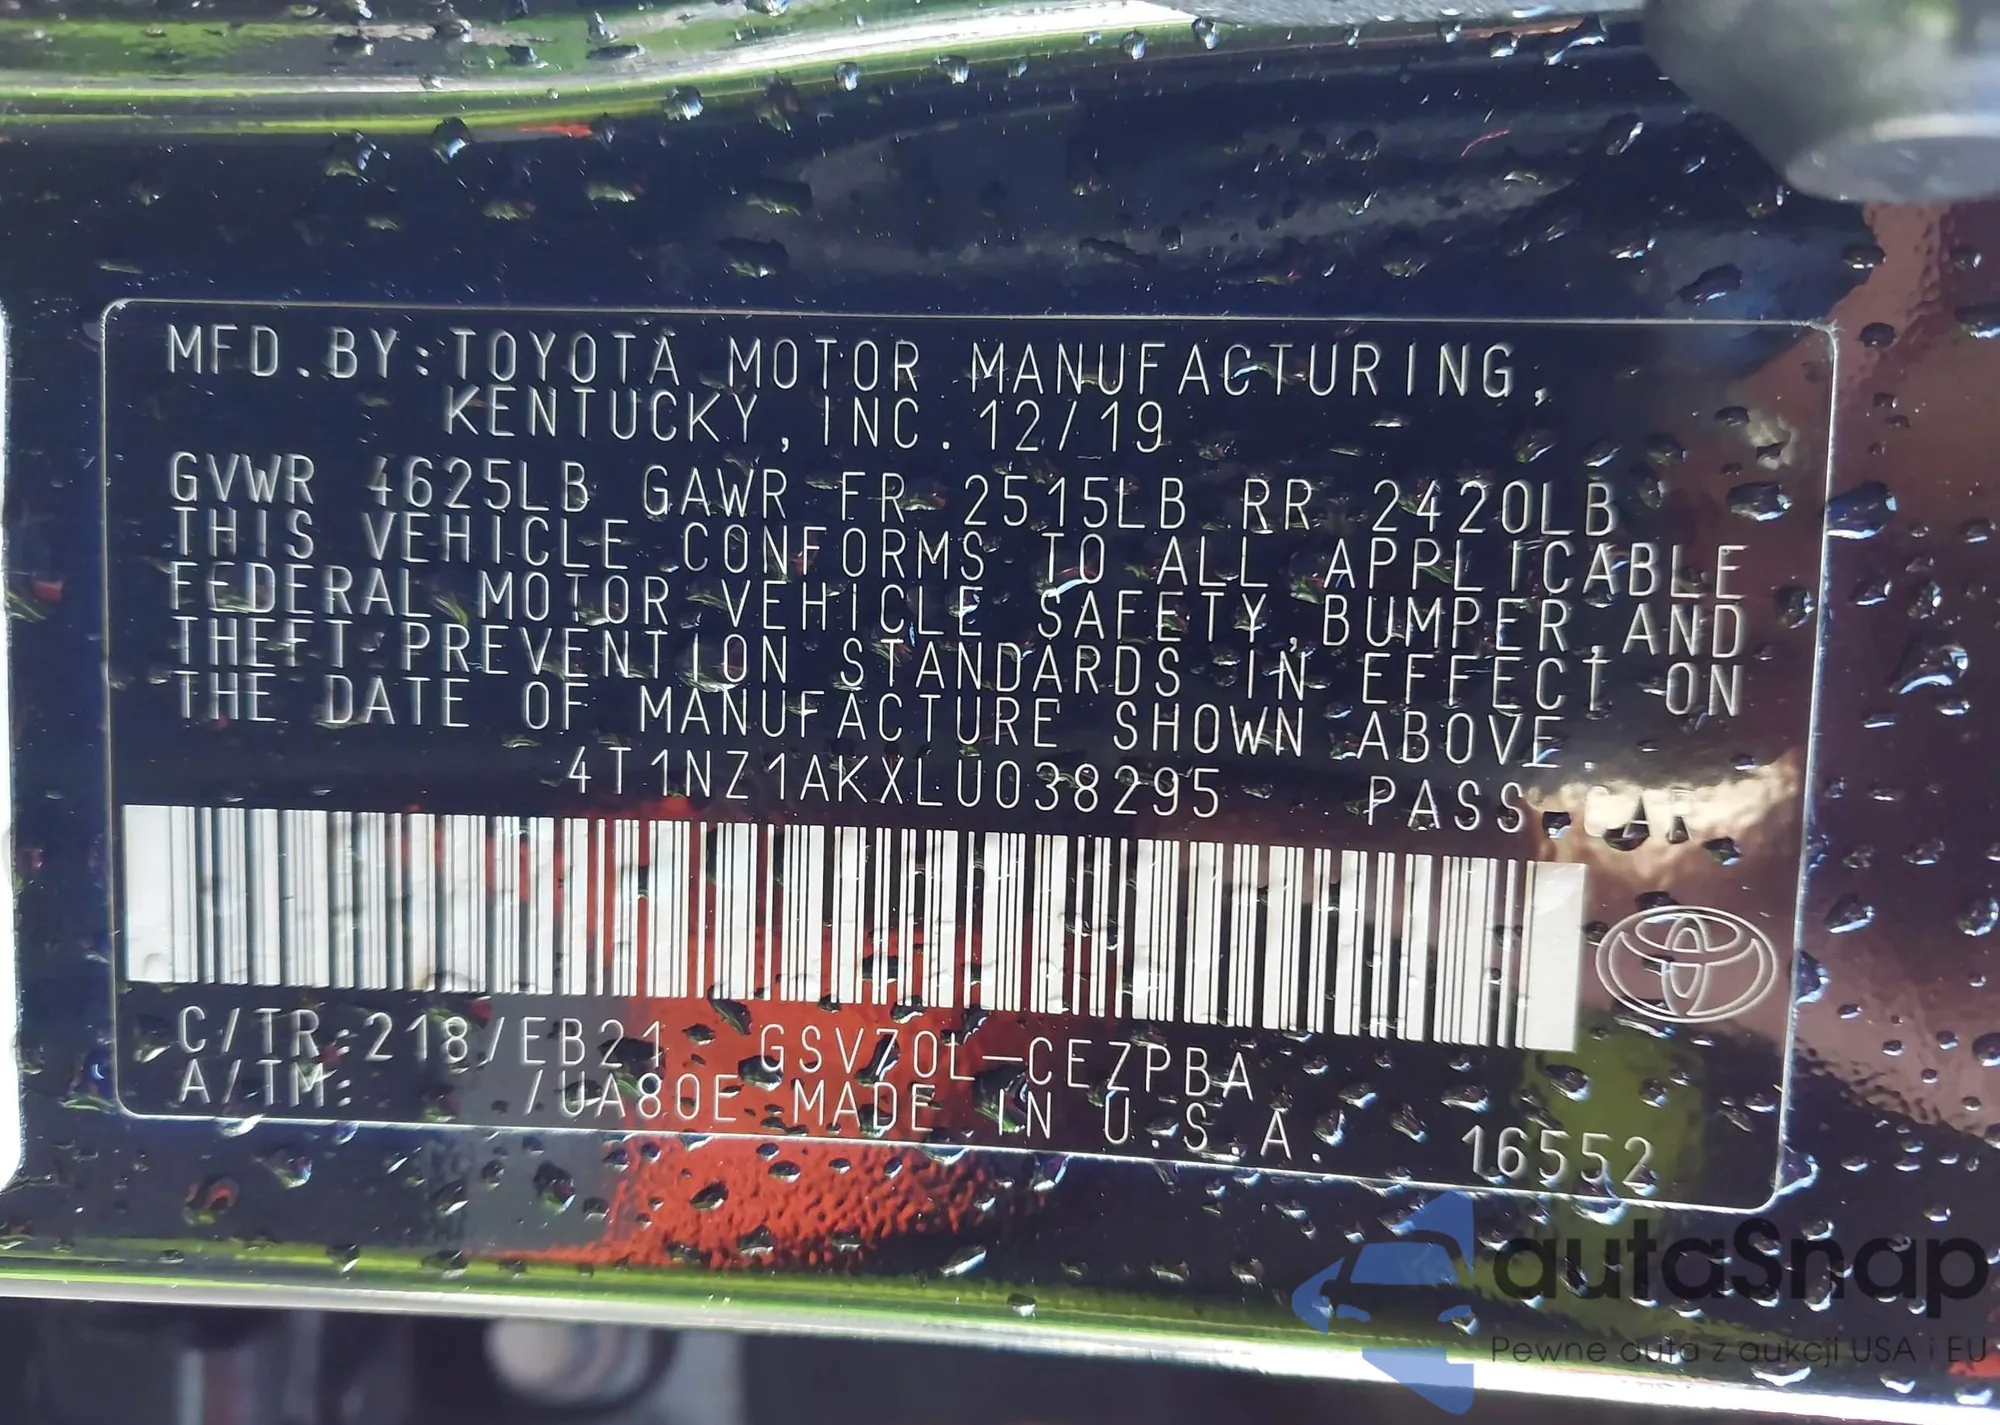 MFD.BY:TOYOTA MOTOR MANUFACTURING,
KENTUCKY, INC. 12/19
GVWR 4625LB GAWR FR 2515LB RR 2420LB
THIS VEHICLE CONFORMS TO ALL APPLICABLE
FEDERAL MOTOR VEHICLE SAFETY, BUMPER, AND
THEFT PREVENTION STANDARDS IN EFFECT ON
THE DATE OF MANUFACTURE SHOWN ABOVE.
4T1NZ1AKXLU038295 PASS.CAR
C/TR:218/EB21 GSV70L-CEZPBA
A/TM: /UA80E MADE IN U.S.A. 16552
autaSnap
Pewne auta z aukcji USA i EU